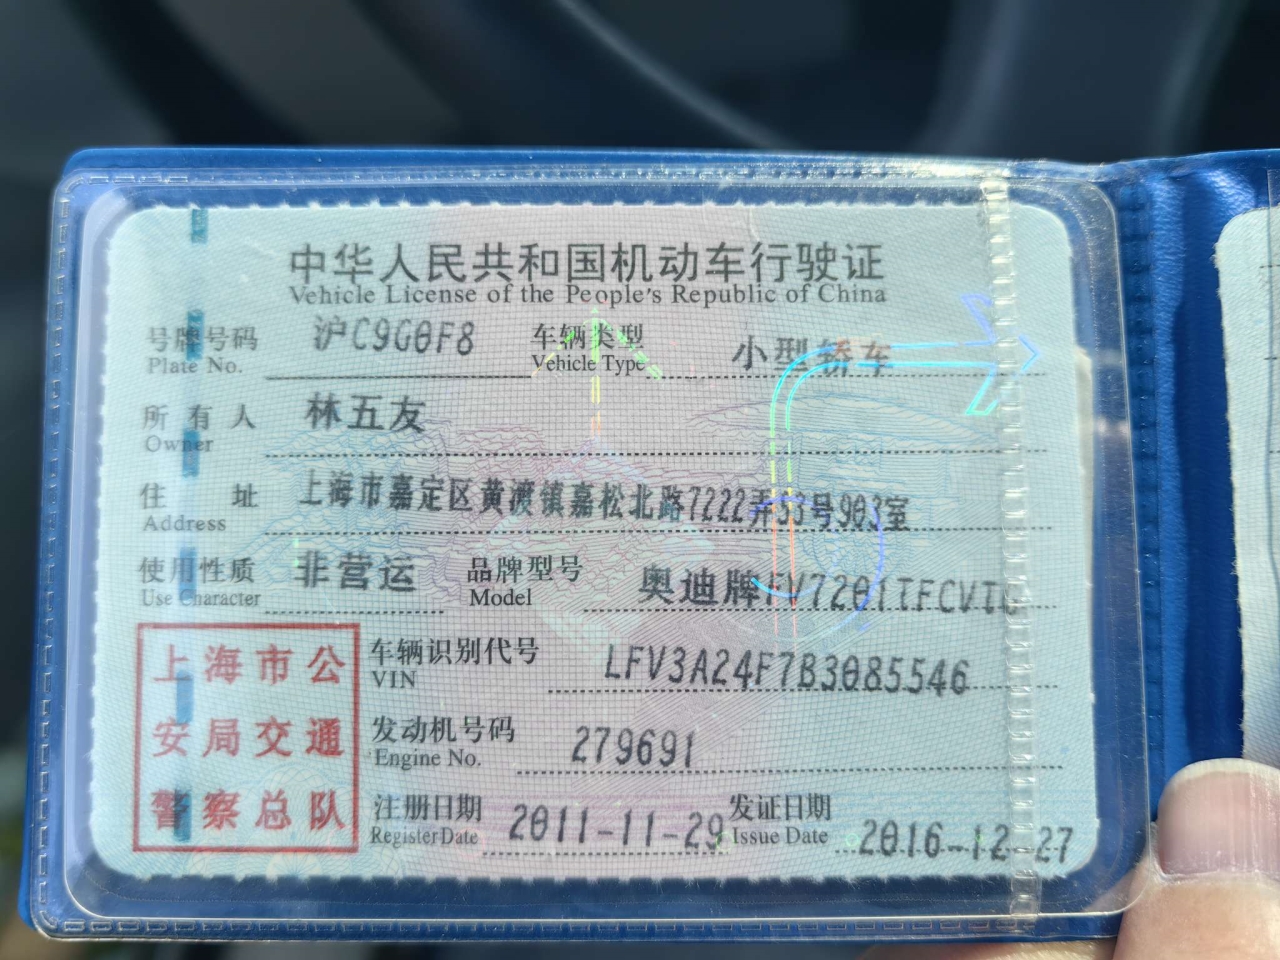 中华人民共和国机动车行驶证
Vehicle License of the People's Republic of China
号牌号码 沪C9G0F8 车辆类型 小型轿车
Plate No. Vehicle Type
所有人 林五友
Owner
住址 上海市嘉定区黄渡镇嘉松北路7222弄33号903室
Address
使用性质 非营运 品牌型号 奥迪牌FV7201TFCVTG
Use Character Model
上海市公
安局交通
警察总队
车辆识别代号 LFV3A24F7B3085546
VIN
发动机号码 279691
Engine No.
注册日期 2011-11-29 发证日期 2016-12-27
Register Date Issue Date